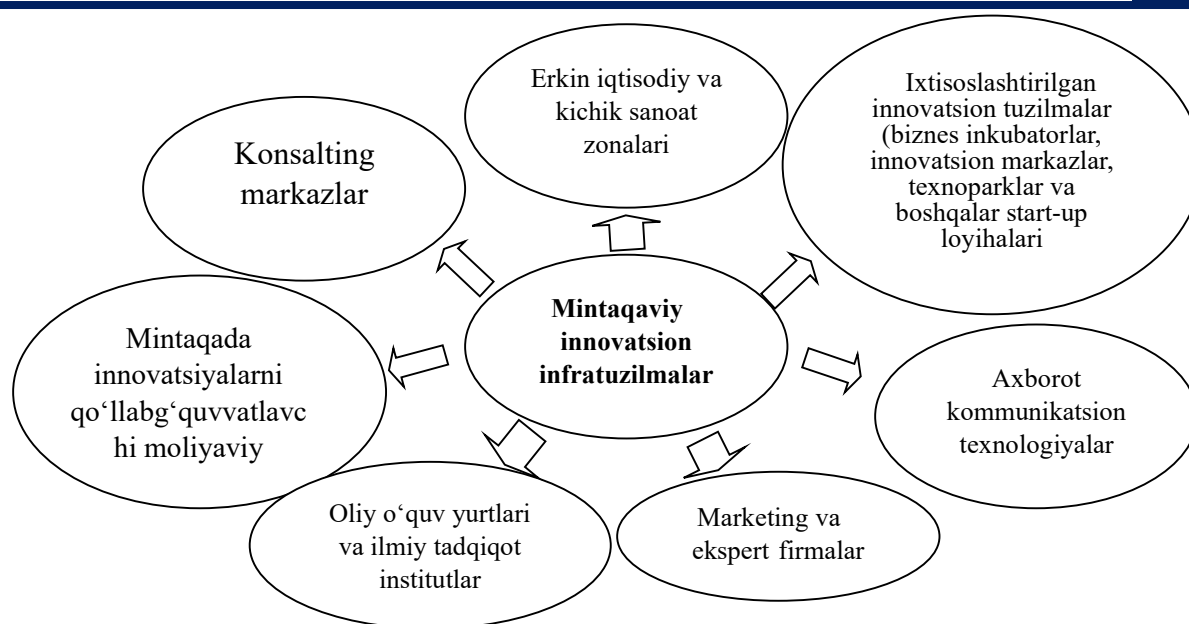 Erkin iqtisodiy va
kichik sanoat
zonalari
Ixtisoslashtirilgan
innovatsion tuzilmalar
(biznes inkubatorlar,
innovatsion markazlar,
texnoparklar va
boshqalar start-up
loyihalari
Konsalting
markazlar
Mintaqaviy
innovatsion
infratuzilmalar
Mintaqada
innovatsiyalarni
qo‘llabg‘quvvatlavc
hi moliyaviy
Axborot
kommunikatsion
texnologiyalar
Oliy o‘quv yurtlari
va ilmiy tadqiqot
institutlar
Marketing va
ekspert firmalar